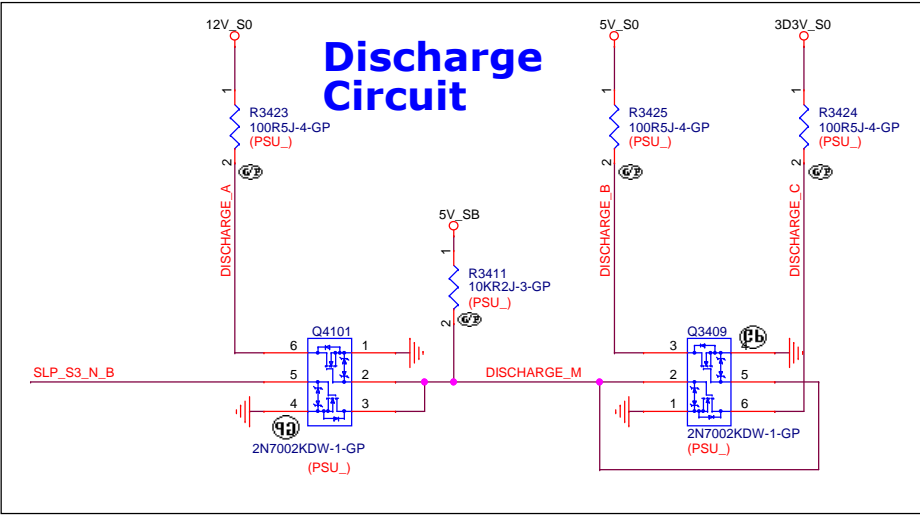 12V_S0
5V_S0
3D3V_S0
Discharge
Circuit
1
R3423
100R5J-4-GP
(PSU_)
2
G/P
DISCHARGE_A
1
R3425
100R5J-4-GP
(PSU_)
2
G/P
DISCHARGE_B
1
R3424
100R5J-4-GP
(PSU_)
2
G/P
DISCHARGE_C
5V_SB
1
R3411
10KR2J-3-GP
(PSU_)
2
G/P
Q4101
6
1
SLP_S3_N_B
5
2
4
3
2N7002KDW-1-GP
(PSU_)
DISCHARGE_M
Q3409
3
4
2
5
1
6
2N7002KDW-1-GP
(PSU_)